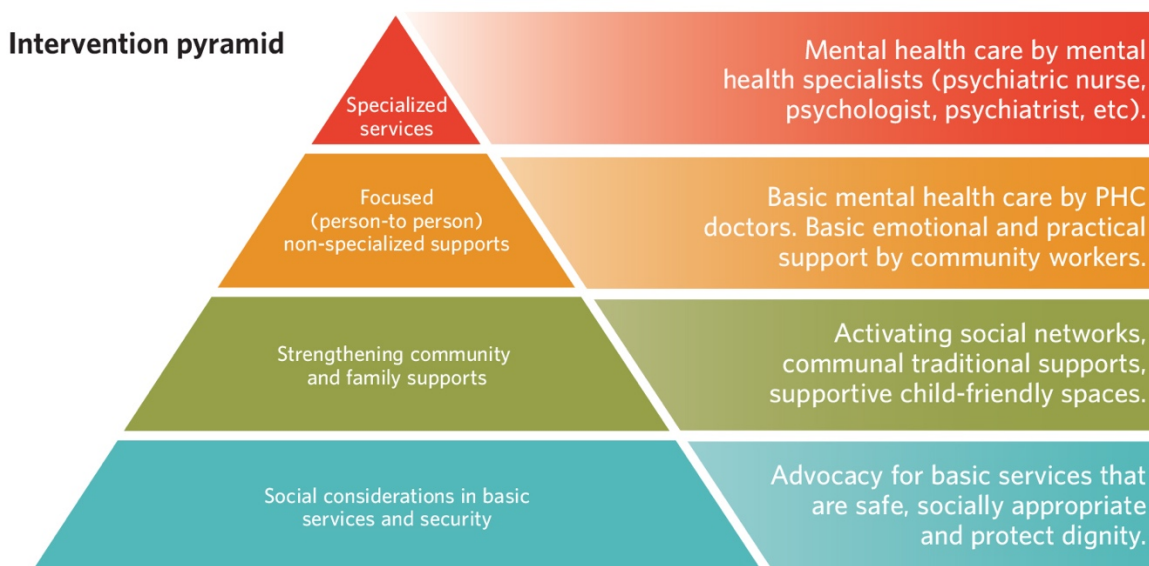 Intervention pyramid
Specialized
services
Mental health care by mental
health specialists (psychiatric nurse,
psychologist, psychiatrist, etc).
Focused
(person-to person)
non-specialized supports
Basic mental health care by PHC
doctors. Basic emotional and practical
support by community workers.
Strengthening community
and family supports
Activating social networks,
communal traditional supports,
supportive child-friendly spaces.
Social considerations in basic
services and security
Advocacy for basic services that
are safe, socially appropriate
and protect dignity.